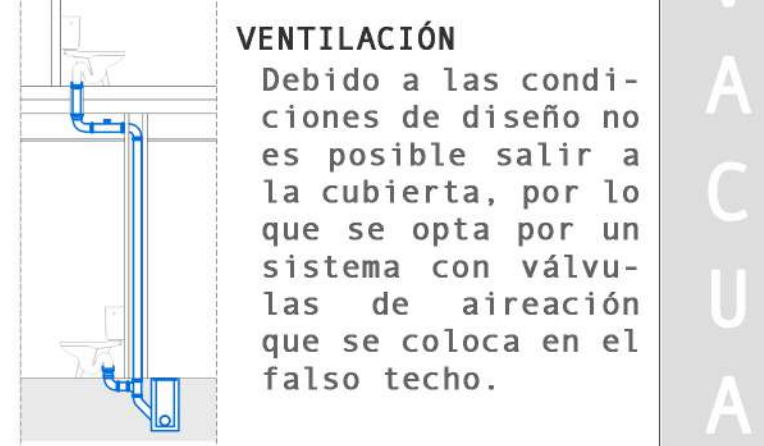 VENTILACIÓN
Debido a las condi-
ciones de diseño no
es posible salir a
la cubierta, por lo
que se opta por un
sistema con válvu-
las de aireación
que se coloca en el
falso techo.
A
C
U
A